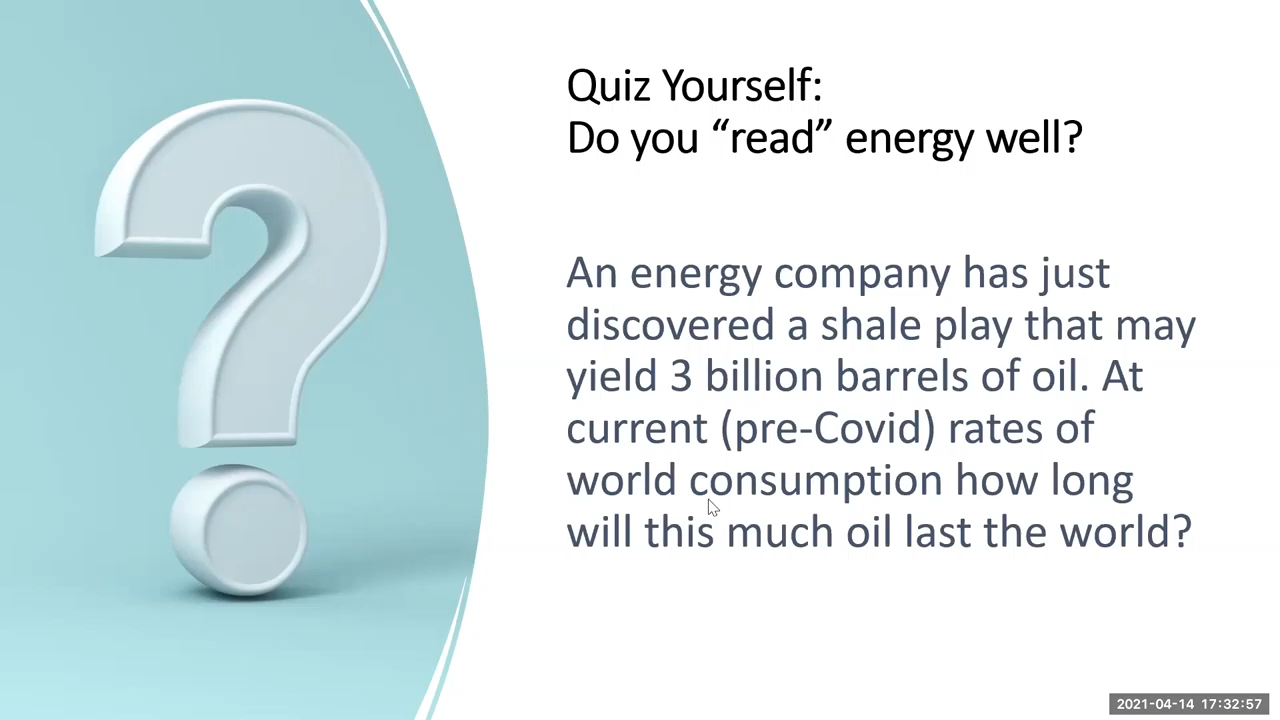 Quiz Yourself:
Do you “read” energy well?
An energy company has just
discovered a shale play that may
yield 3 billion barrels of oil. At
current (pre-Covid) rates of
world consumption how long
will this much oil last the world?
2021-04-14 17:32:57